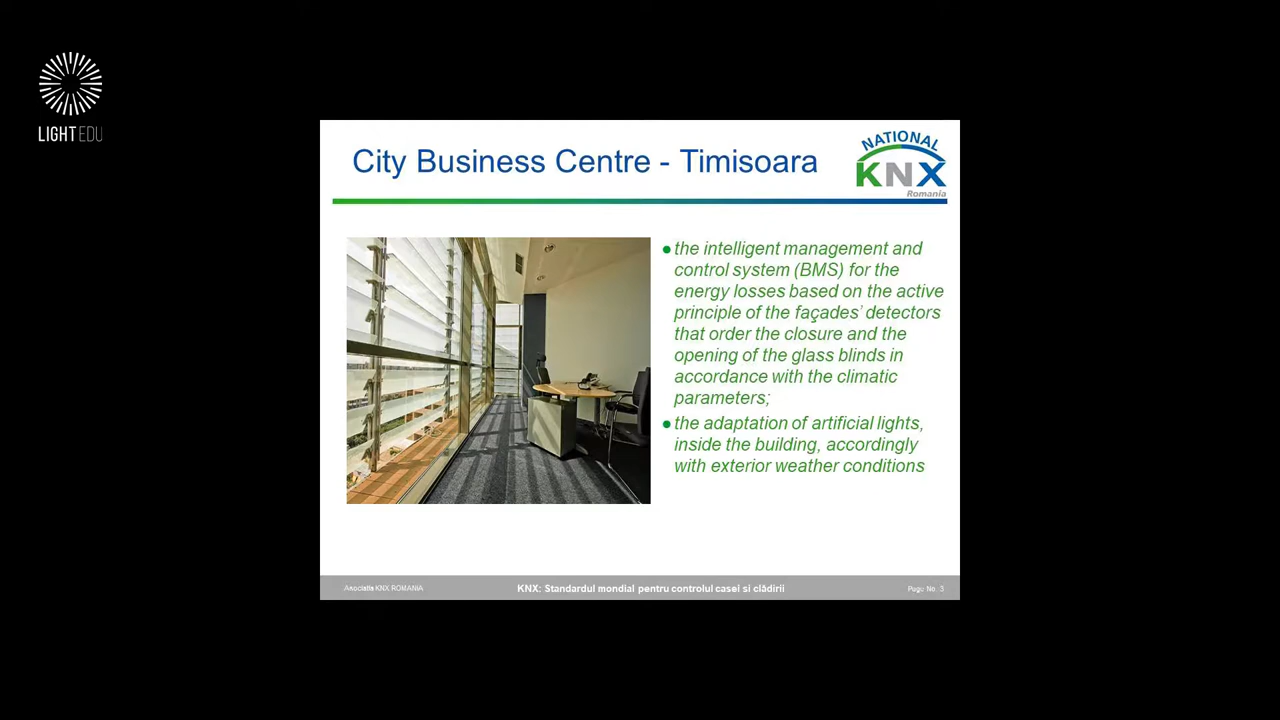 LIGHT EDU
City Business Centre - Timisoara
NATIONAL
KNX
Romania
●the intelligent management and
control system (BMS) for the
energy losses based on the active
principle of the façades’ detectors
that order the closure and the
opening of the glass blinds in
accordance with the climatic
parameters;
●the adaptation of artificial lights,
inside the building, accordingly
with exterior weather conditions
Asociatia KNX ROMANIA
KNX: Standardul mondial pentru controlul casei si clădirii
No.